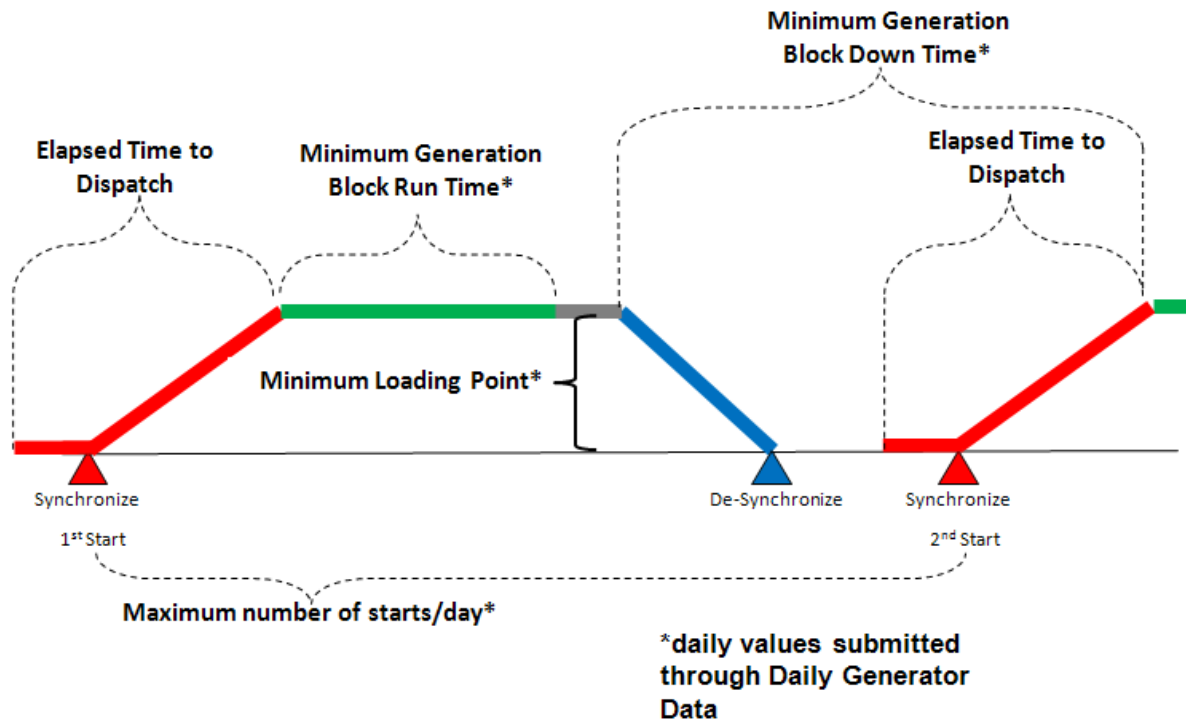 Minimum Generation
Block Down Time*
Elapsed Time to
Dispatch
Minimum Generation
Block Run Time*
Elapsed Time to
Dispatch
Minimum Loading Point*
Synchronize
De-Synchronize
Synchronize
1st Start
2nd Start
Maximum number of starts/day*
*daily values submitted
through Daily Generator
Data